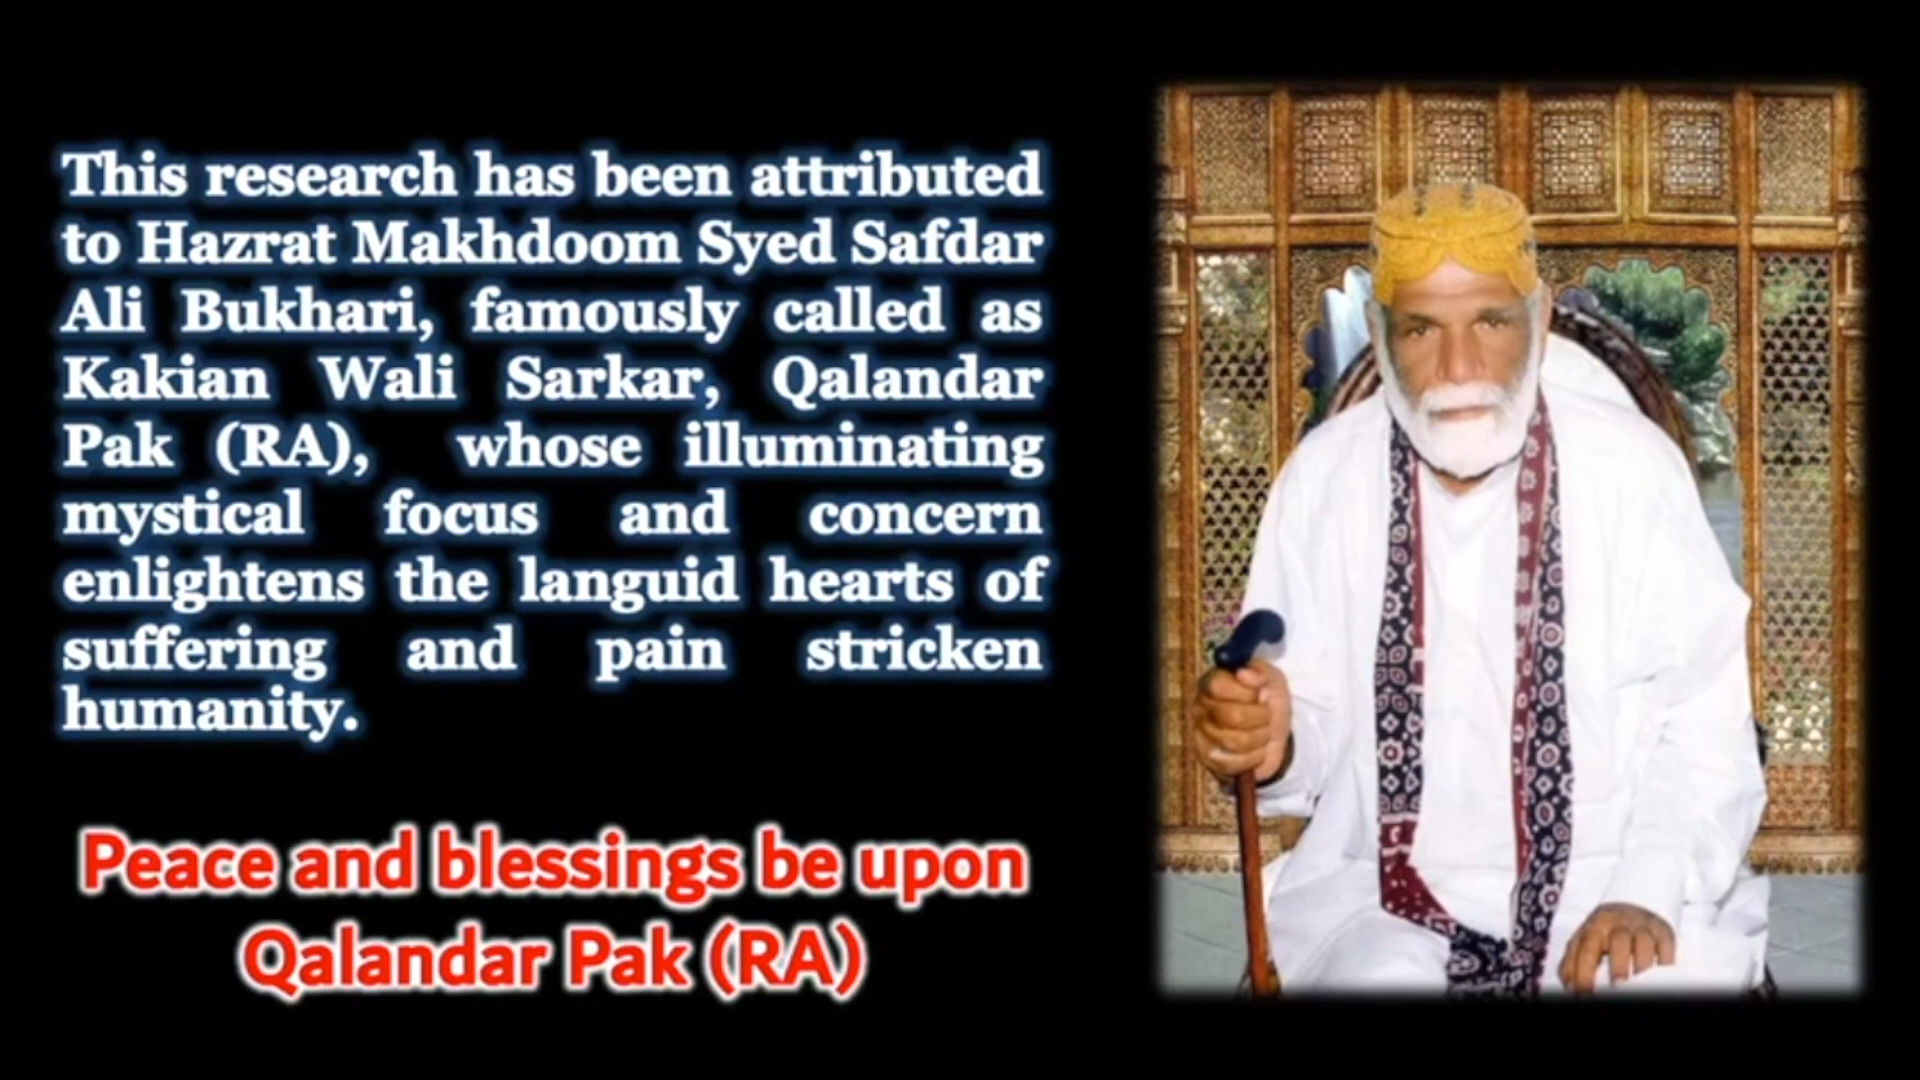 This research has been attributed
to Hazrat Makhdoom Syed Safdar
Ali Bukhari, famously called as
Kakian Wali Sarkar, Qalandar
Pak (RA), whose illuminating
mystical focus and concern
enlightens the languid hearts of
suffering and pain stricken
humanity.
Peace and blessings be upon
Qalandar Pak (RA)